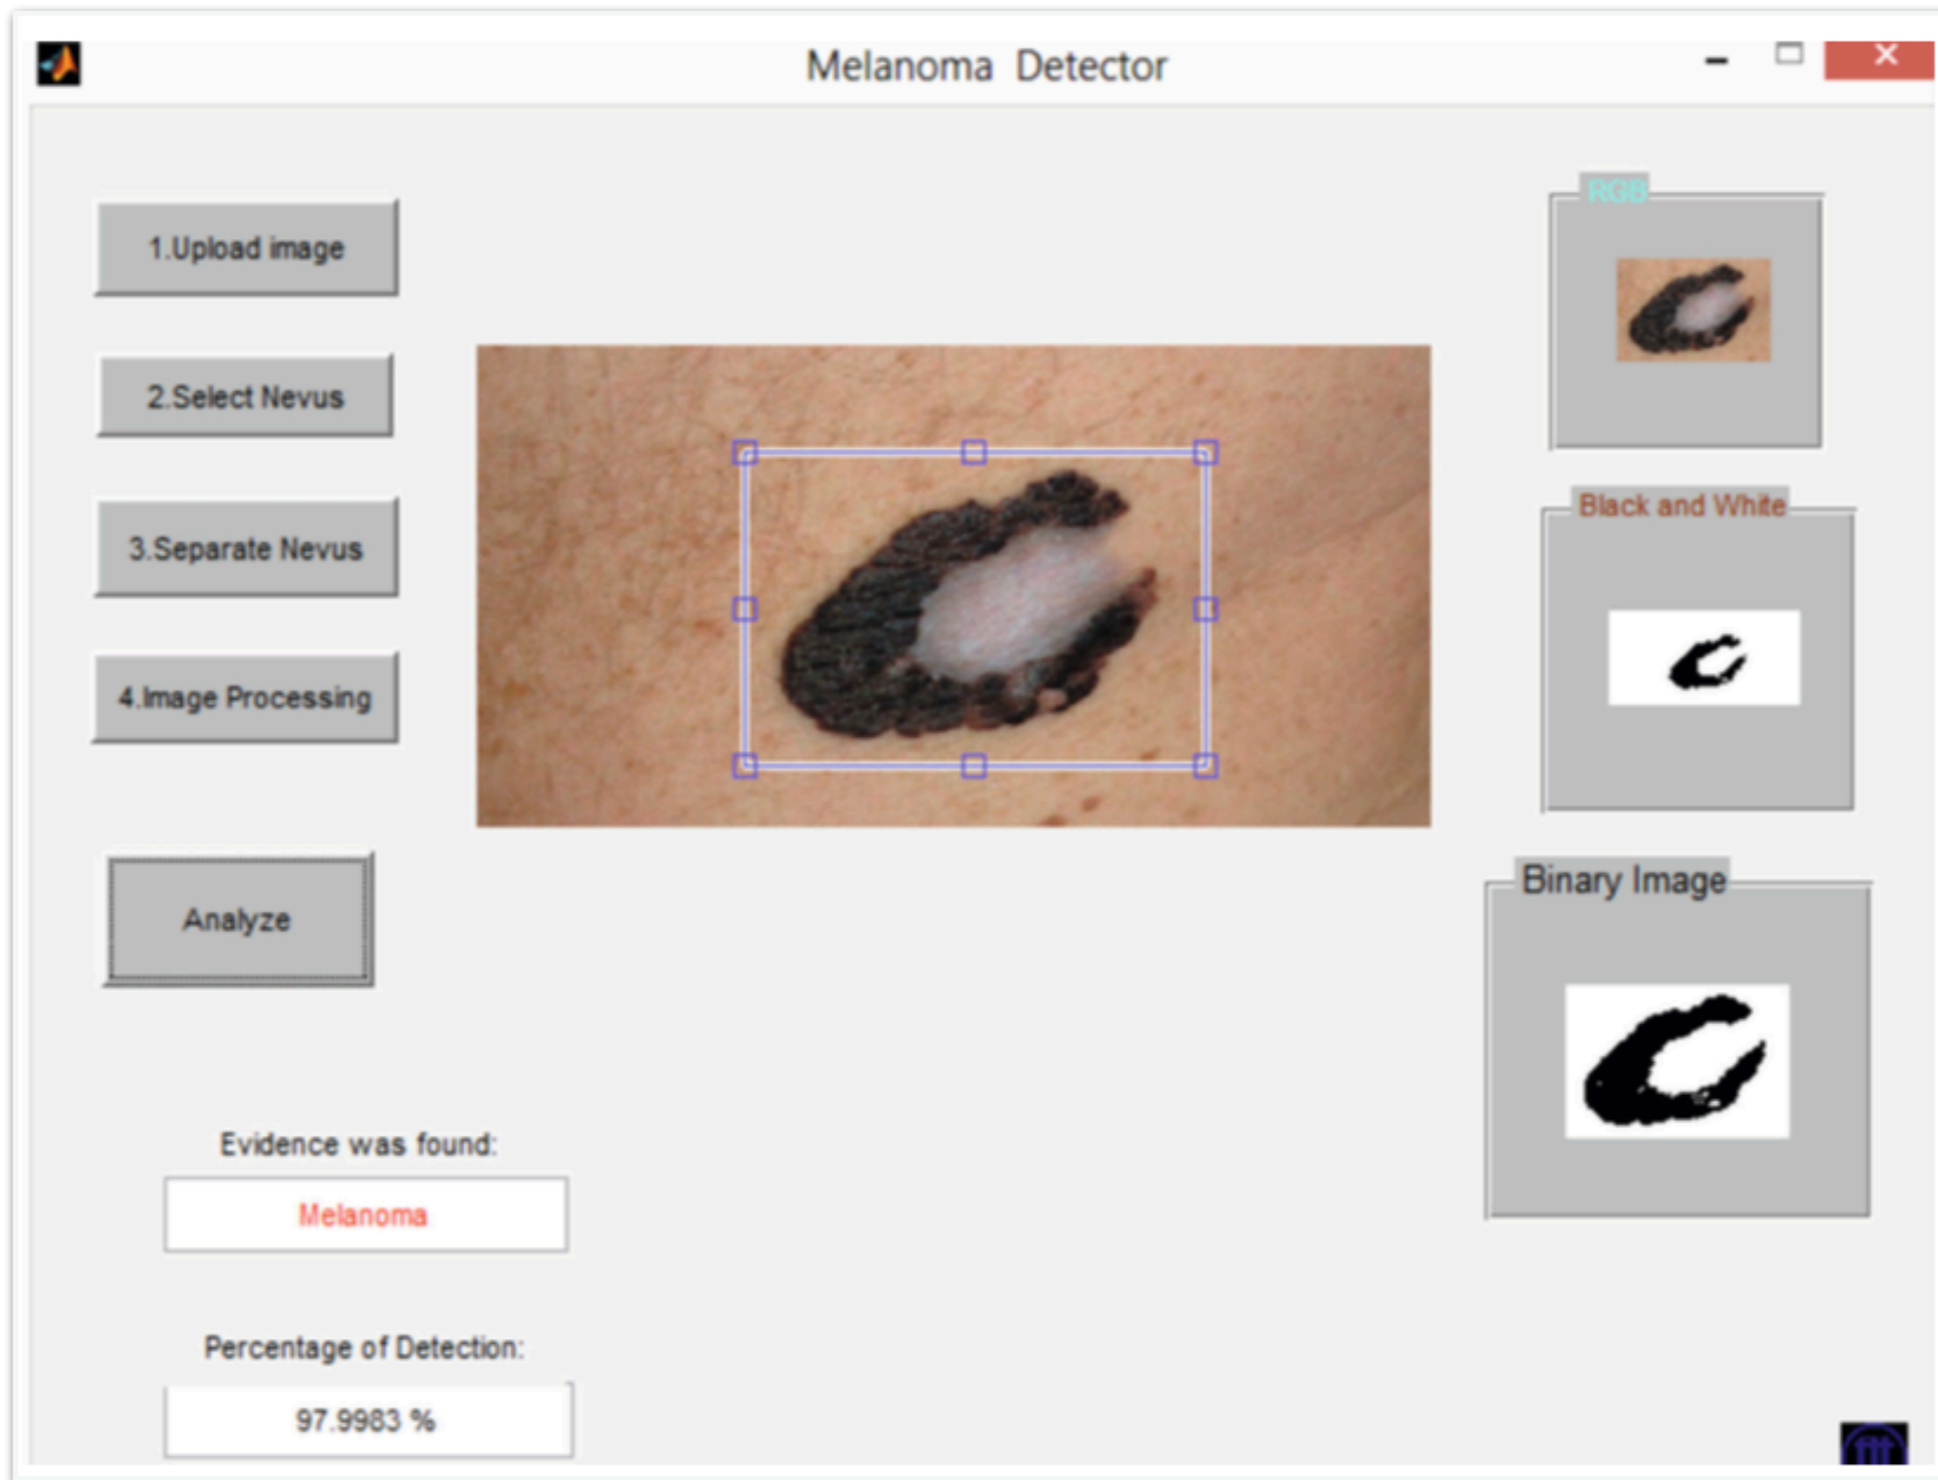 Melanoma Detector
1.Upload image
2.Select Nevus
3.Separate Nevus
4.Image Processing
Analyze
Evidence was found:
Melanoma
Percentage of Detection:
97.9983 %
RGB
Black and White
Binary Image